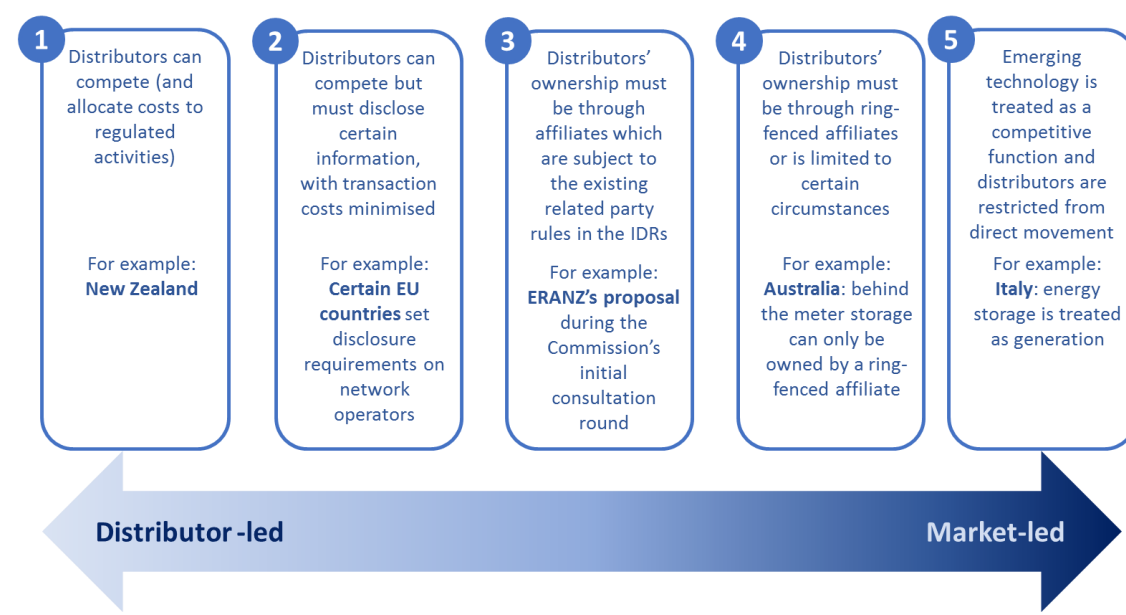 1
Distributors can
compete (and
allocate costs to
regulated
activities)
For example:
New Zealand
2
Distributors can
compete but
must disclose
certain
information,
with transaction
costs minimised
For example:
Certain EU
countries set
disclosure
requirements on
network
operators
3
Distributors’
ownership must
be through
affiliates which
are subject to
the existing
related party
rules in the IDRs
For example:
ERANZ’s proposal
during the
Commission’s
initial
consultation
round
4
Distributors’
ownership must
be through ring-
fenced affiliates
or is limited to
certain
circumstances
For example:
Australia: behind
the meter storage
can only be
owned by a ring-
fenced affiliate
5
Emerging
technology is
treated as a
competitive
function and
distributors are
restricted from
direct movement
For example:
Italy: energy
storage is treated
as generation
Distributor-led
Market-led